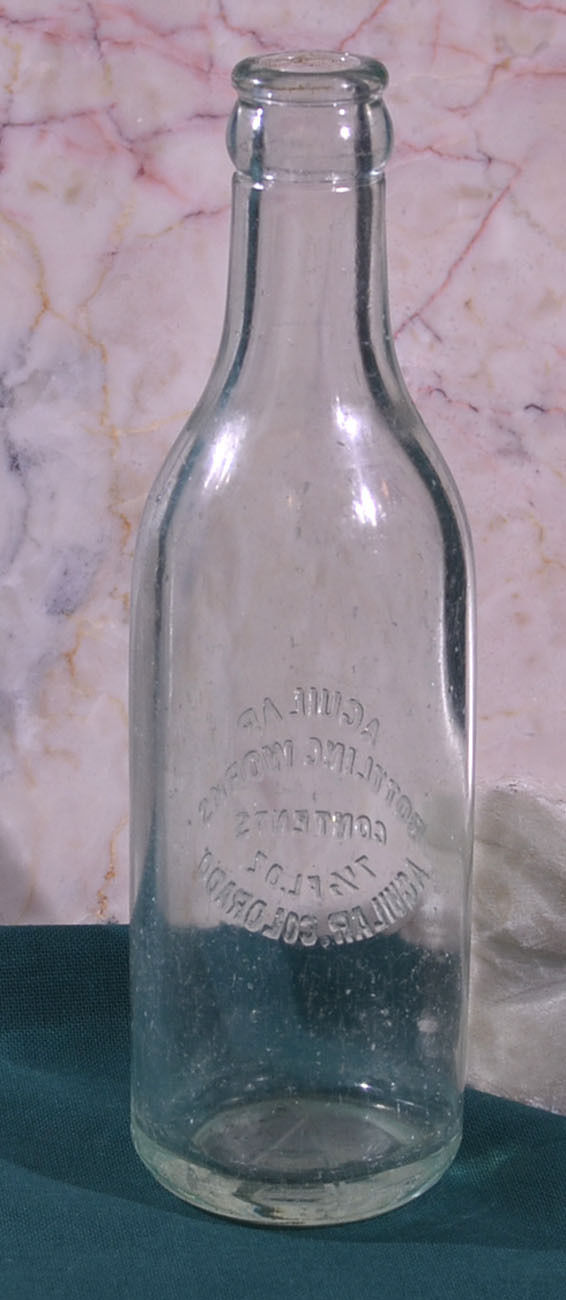 AGUILAR
BOTTLING WORKS
CONTENTS
7½ FL.OZ
AGUILAR, COLORADO